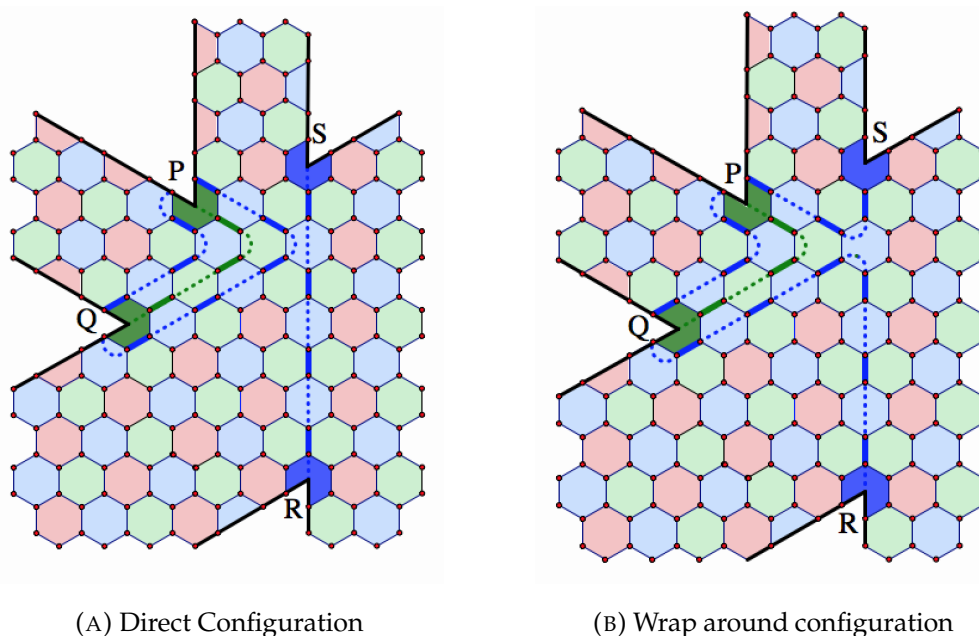 S
S
P
P
Q
Q
R
R
(A) Direct Configuration
(B) Wrap around configuration